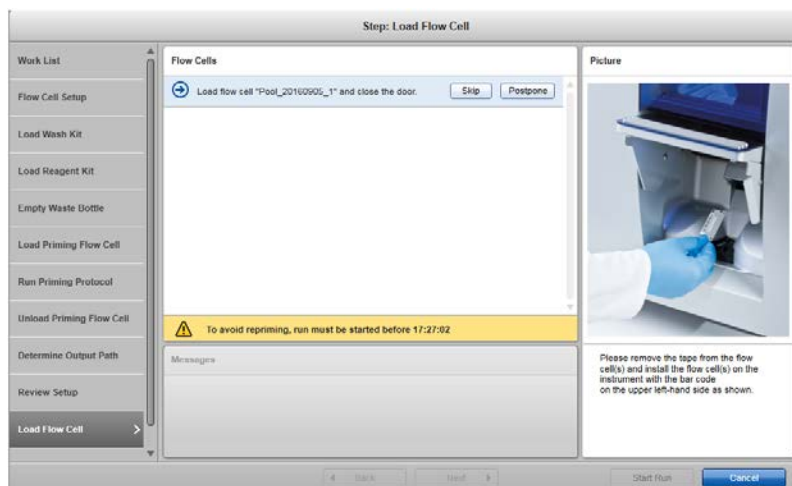 Step: Load Flow Cell
Work List
Flow Cell Setup
Load Wash Kit
Load Reagent Kit
Empty Waste Bottle
Load Priming Flow Cell
Run Priming Protocol
Unload Priming Flow Cell
Determine Output Path
Review Setup
Load Flow Cell
Flow Cells
Load flow cell "Pool_20160905_1" and close the door.
Skip
Postpone
To avoid repriming, run must be started before 17:27:02
Messages
Picture
Please remove the tape from the flow
cell(s) and install the flow cell(s) on the
instrument with the bar code
on the upper left-hand side as shown.
Back
Next
Start Run
Cancel